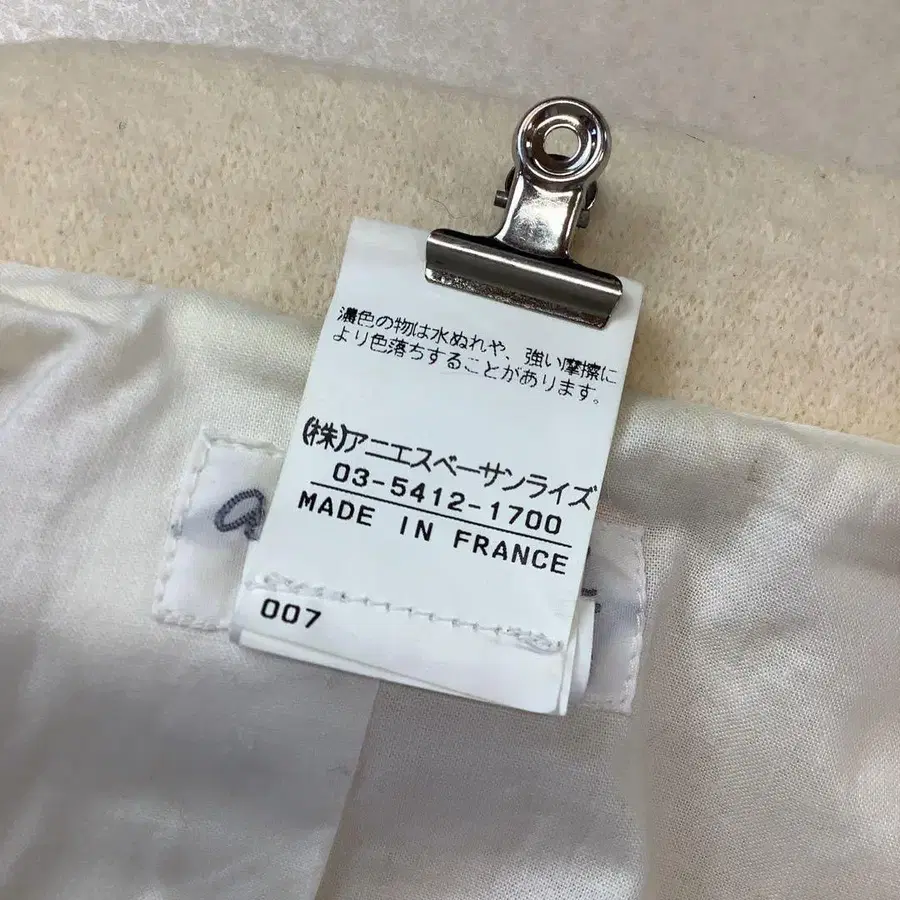 濃色の物は水ぬれや、強い摩擦に
より色落ちすることがあります。
(株)アニエスベーサンライズ
03-5412-1700
MADE IN FRANCE
007
a